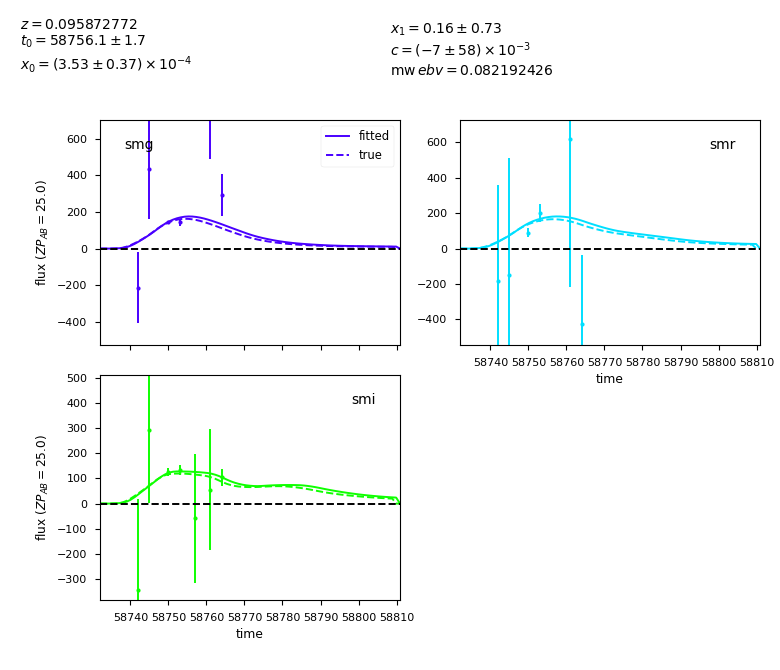 z = 0.095872772
t₀ = 58756.1 ± 1.7
x₀ = (3.53 ± 0.37) × 10⁻⁴
x₁ = 0.16 ± 0.73
c = (−7 ± 58) × 10⁻³
mw ebv = 0.082192426
smg
fitted
true
600
400
200
0
−200
−400
flux (ZP_AB = 25.0)
smr
600
400
200
0
−200
−400
58740 58750 58760 58770 58780 58790 58800 58810
time
smi
500
400
300
200
100
0
−100
−200
−300
flux (ZP_AB = 25.0)
58740 58750 58760 58770 58780 58790 58800 58810
time